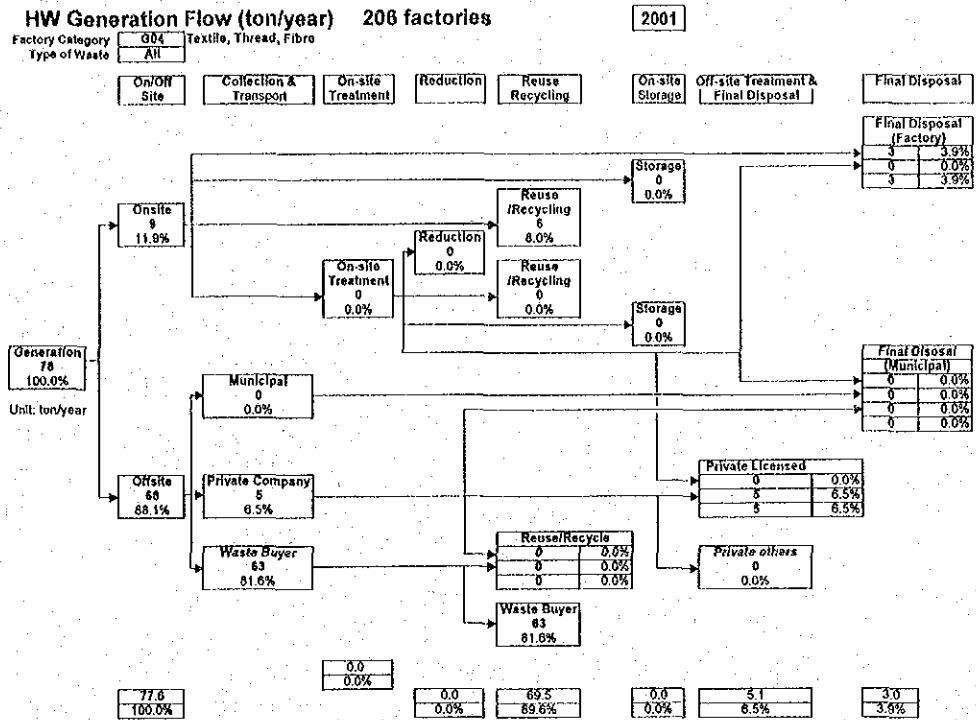 HW Generation Flow (ton/year) 206 factories 2001
Factory Category G04 Textile, Thread, Fibre
Type of Waste All
On/Off Site
Collection & Transport
On-site Treatment
Reduction
Reuse Recycling
On-site Storage
Off-site Treatment & Final Disposal
Final Disposal
Final Disposal
(Factory)
3 3.9%
0 0.0%
3 3.9%
Storage
0
0.0%
Onsite
9
11.9%
Reuse
/Recycling
6
8.0%
Reduction
0
0.0%
On-site
Treatment
0
0.0%
Reuse
/Recycling
0
0.0%
Storage
0
0.0%
Generation
78
100.0%
Unit: ton/year
Final Disosal
(Municipal)
0 0.0%
0 0.0%
0 0.0%
0 0.0%
Municipal
0
0.0%
Offsite
68
88.1%
Private Company
5
6.5%
Private Licensed
0 0.0%
5 6.5%
5 6.5%
Waste Buyer
63
81.6%
Reuse/Recycle
0 0.0%
0 0.0%
0 0.0%
Private others
0
0.0%
Waste Buyer
63
81.6%
0.0
0.0%
77.6 0.0 69.5 0.0 5.1 3.0
100.0% 0.0% 89.6% 0.0% 6.5% 3.9%